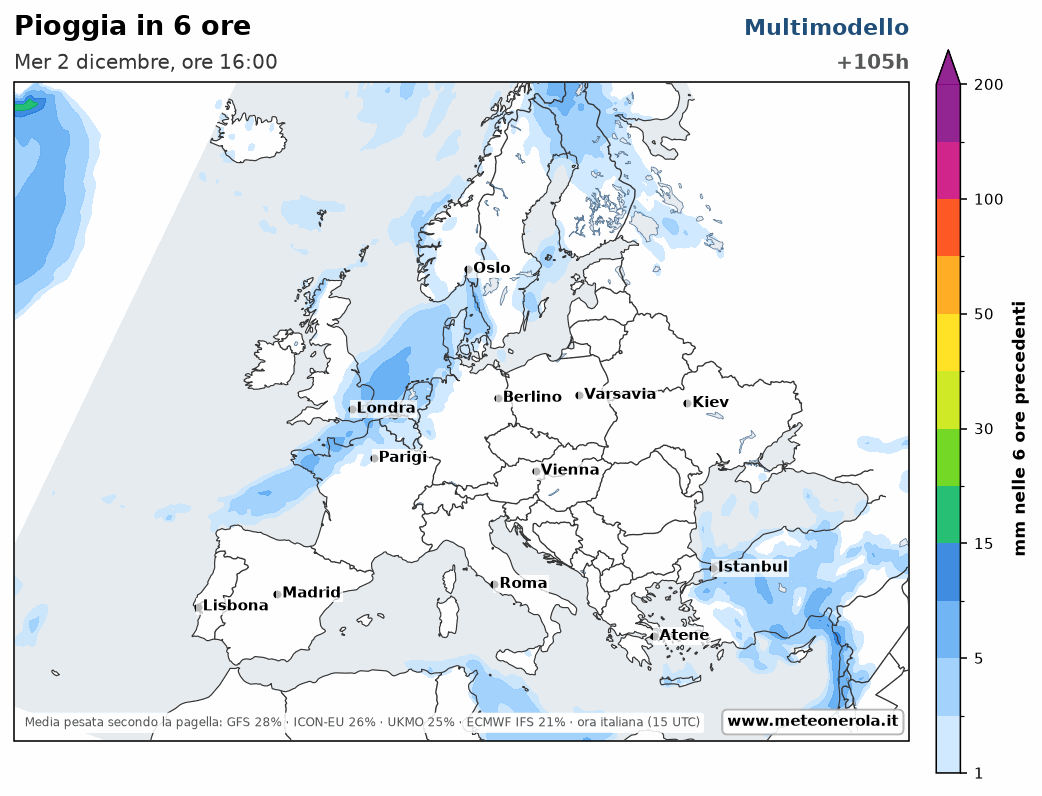 Pioggia in 6 ore
Multimodello
Mer 2 dicembre, ore 16:00
+105h
200
100
50
30
15
5
1
mm nelle 6 ore precedenti
Oslo
Berlino
Varsavia
Kiev
Londra
Parigi
Vienna
Istanbul
Roma
Madrid
Lisbona
Atene
Media pesata secondo la pagella: GFS 28% · ICON-EU 26% · UKMO 25% · ECMWF IFS 21% · ora italiana (15 UTC)
www.meteonerola.it